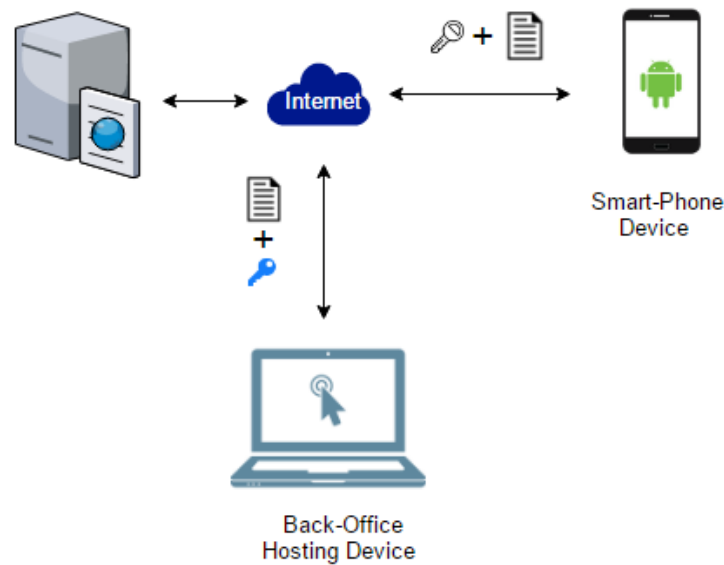 +
Internet
+
Smart-Phone
Device
Back-Office
Hosting Device